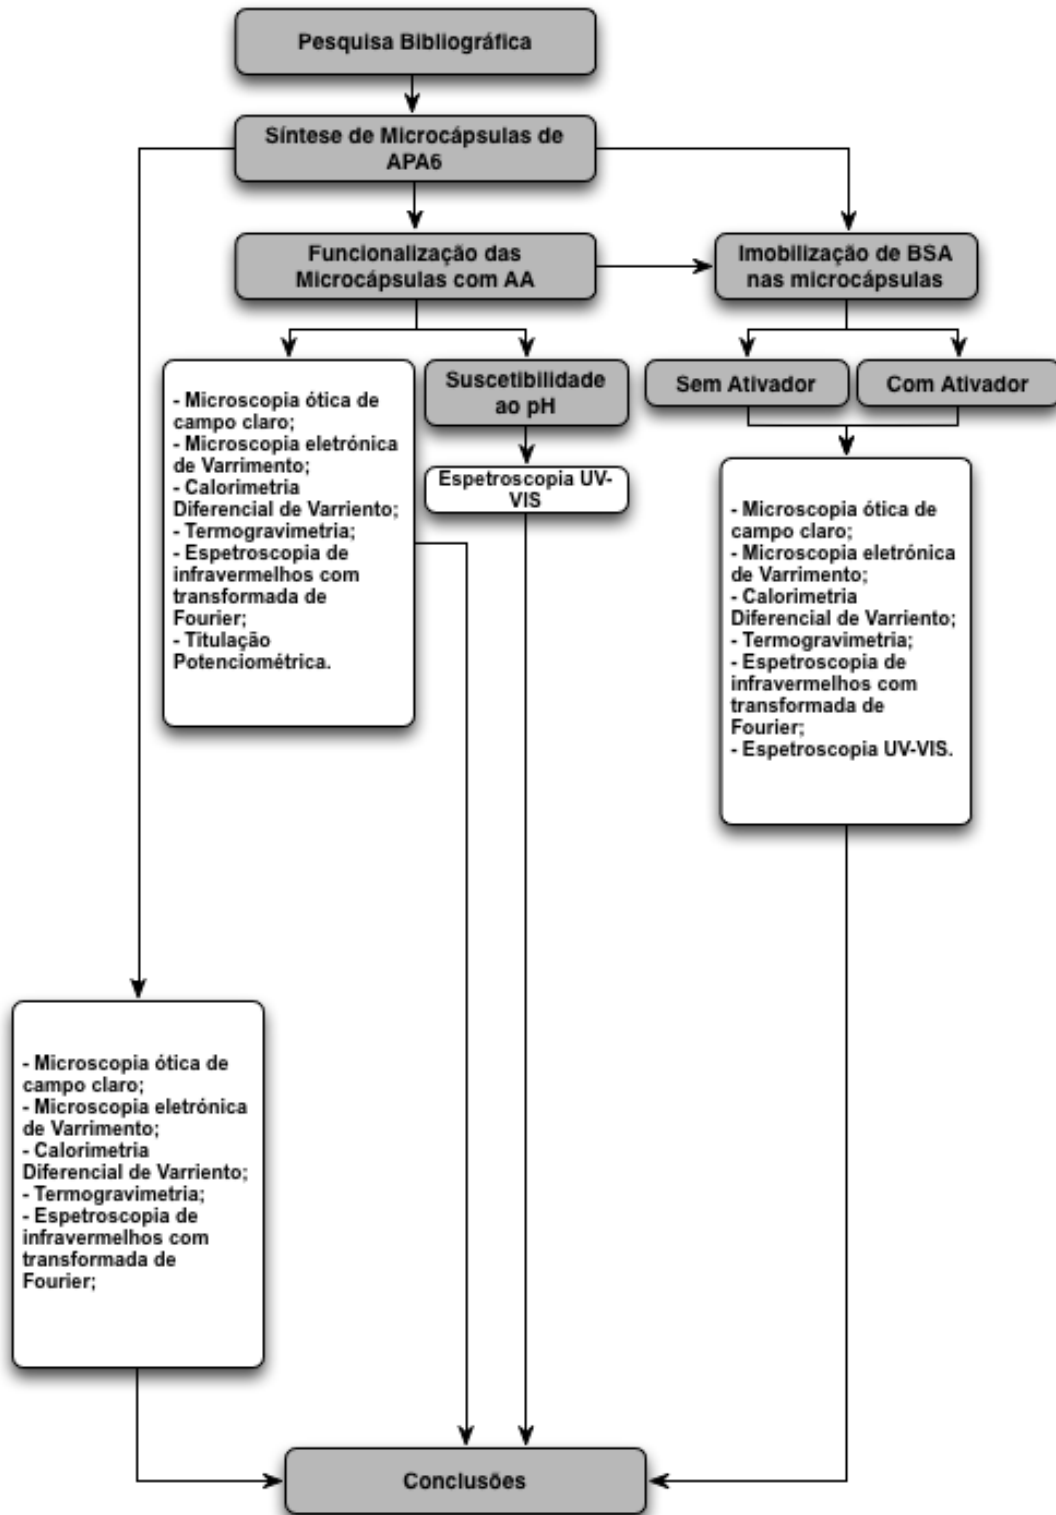 Pesquisa Bibliográfica
Síntese de Microcápsulas de
APA6
Funcionalização das
Microcápsulas com AA
Imobilização de BSA
nas microcápsulas
- Microscopia ótica de
campo claro;
- Microscopia eletrónica
de Varrimento;
- Calorimetria
Diferencial de Varriento;
- Termogravimetria;
- Espetroscopia de
infravermelhos com
transformada de
Fourier;
- Titulação
Potenciométrica.
Suscetibilidade
ao pH
Espetroscopia UV-
VIS
Sem Ativador
Com Ativador
- Microscopia ótica de
campo claro;
- Microscopia eletrónica
de Varrimento;
- Calorimetria
Diferencial de Varriento;
- Termogravimetria;
- Espetroscopia de
infravermelhos com
transformada de
Fourier;
- Espetroscopia UV-VIS.
- Microscopia ótica de
campo claro;
- Microscopia eletrónica
de Varrimento;
- Calorimetria
Diferencial de Varriento;
- Termogravimetria;
- Espetroscopia de
infravermelhos com
transformada de
Fourier;
Conclusões